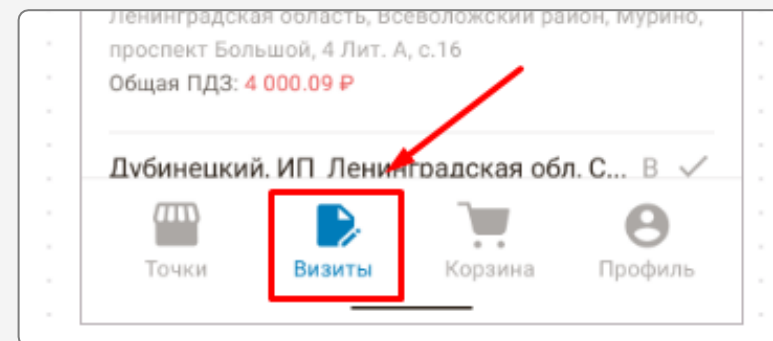 Ленинградская область, Всеволожский район, Мурино,
проспект Большой, 4 Лит. А, с.16
Общая ПДЗ: 4 000.09 ₽
Дубинецкий, ИП Ленинградская обл. С... В
Точки
Визиты
Корзина
Профиль